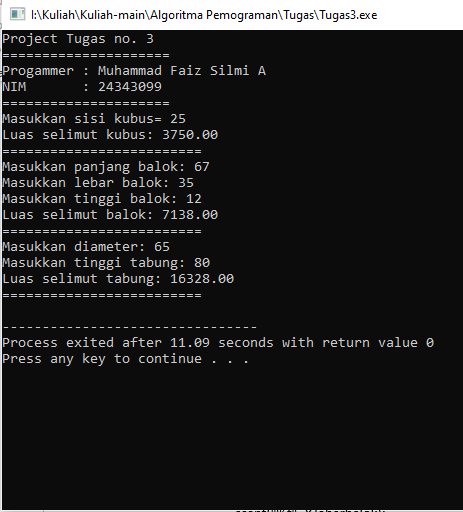 I:\Kuliah\Kuliah-main\Algoritma Pemograman\Tugas\Tugas3.exe
Project Tugas no. 3
=====================
Progammer : Muhammad Faiz Silmi A
NIM       : 24343099
=====================
Masukkan sisi kubus= 25
Luas selimut kubus: 3750.00
=========================
Masukkan panjang balok: 67
Masukkan lebar balok: 35
Masukkan tinggi balok: 12
Luas selimut balok: 7138.00
=========================
Masukkan diameter: 65
Masukkan tinggi tabung: 80
Luas selimut tabung: 16328.00
=========================
--------------------------------
Process exited after 11.09 seconds with return value 0
Press any key to continue . . .